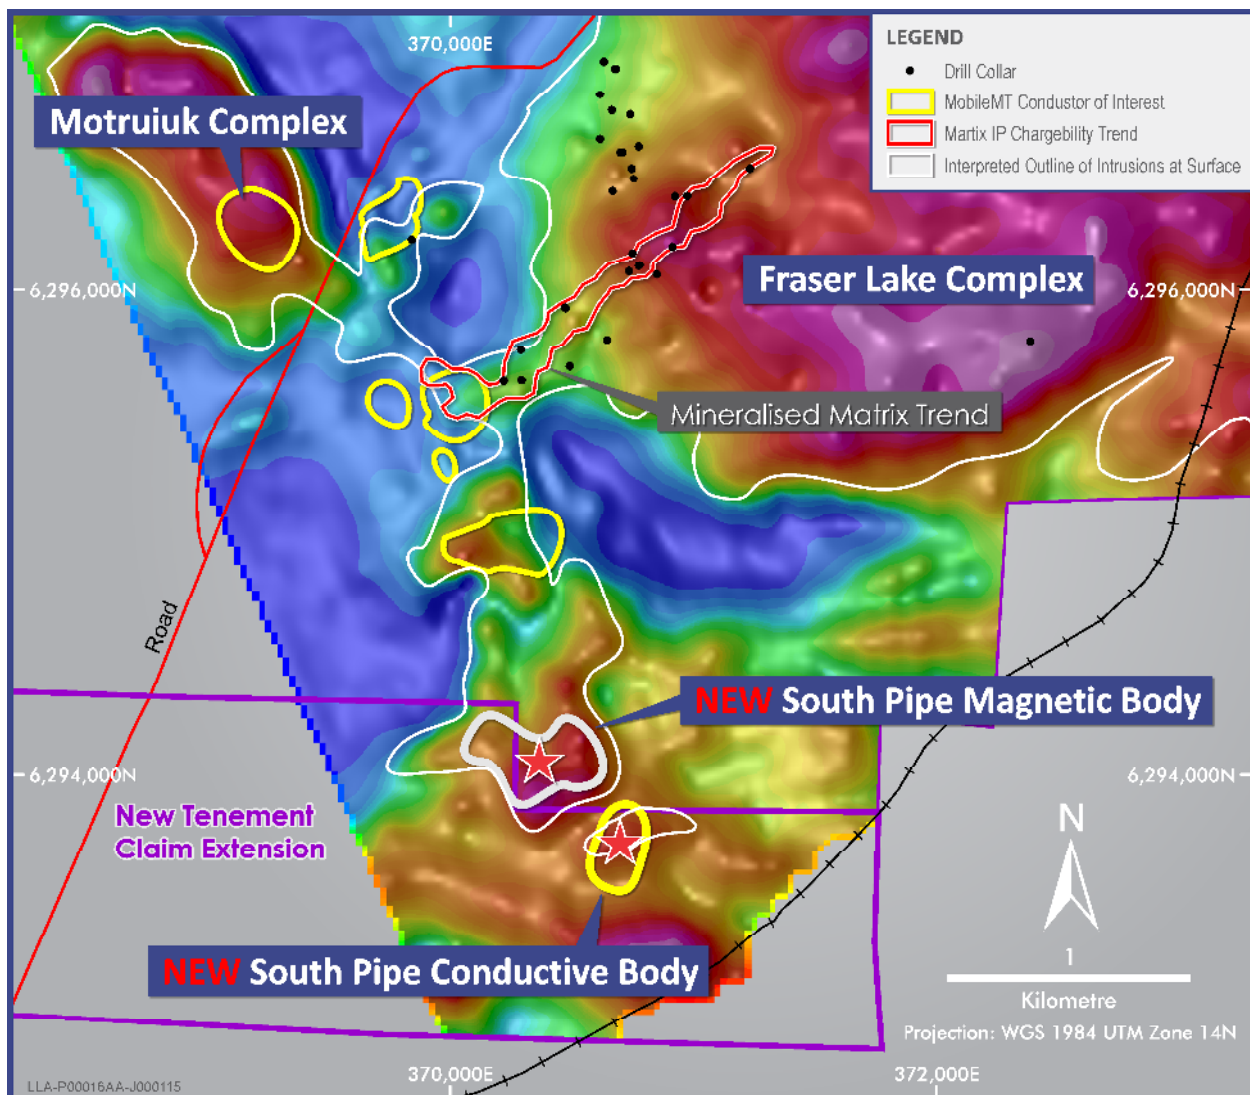 370,000E
LEGEND
Drill Collar
MobileMT Condustor of Interest
Martix IP Chargebility Trend
Interpreted Outline of Intrusions at Surface
Motruiuk Complex
Fraser Lake Complex
6,296,000N
6,296,000N
Mineralised Matrix Trend
Road
NEW South Pipe Magnetic Body
6,294,000N
6,294,000N
New Tenement
Claim Extension
N
NEW South Pipe Conductive Body
1
Kilometre
Projection: WGS 1984 UTM Zone 14N
370,000E
372,000E
LLA-P00016AA-J000115